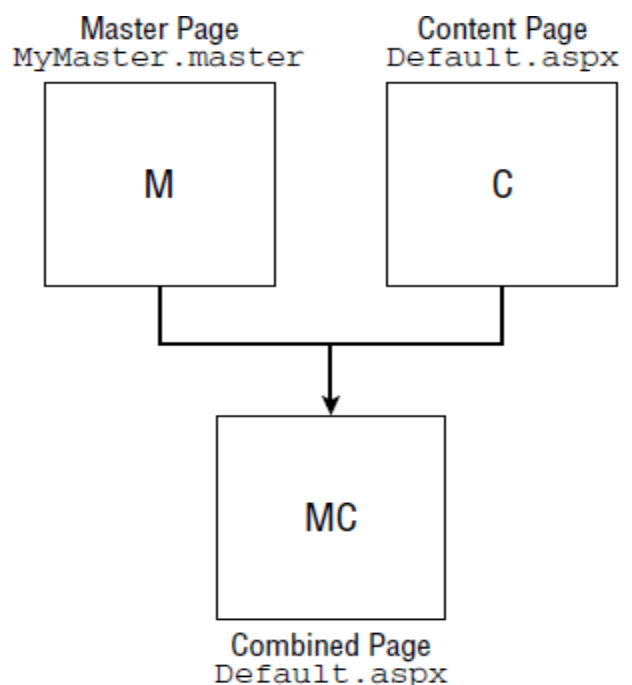 Master Page
MyMaster.master
Content Page
Default.aspx
M
C
MC
Combined Page
Default.aspx